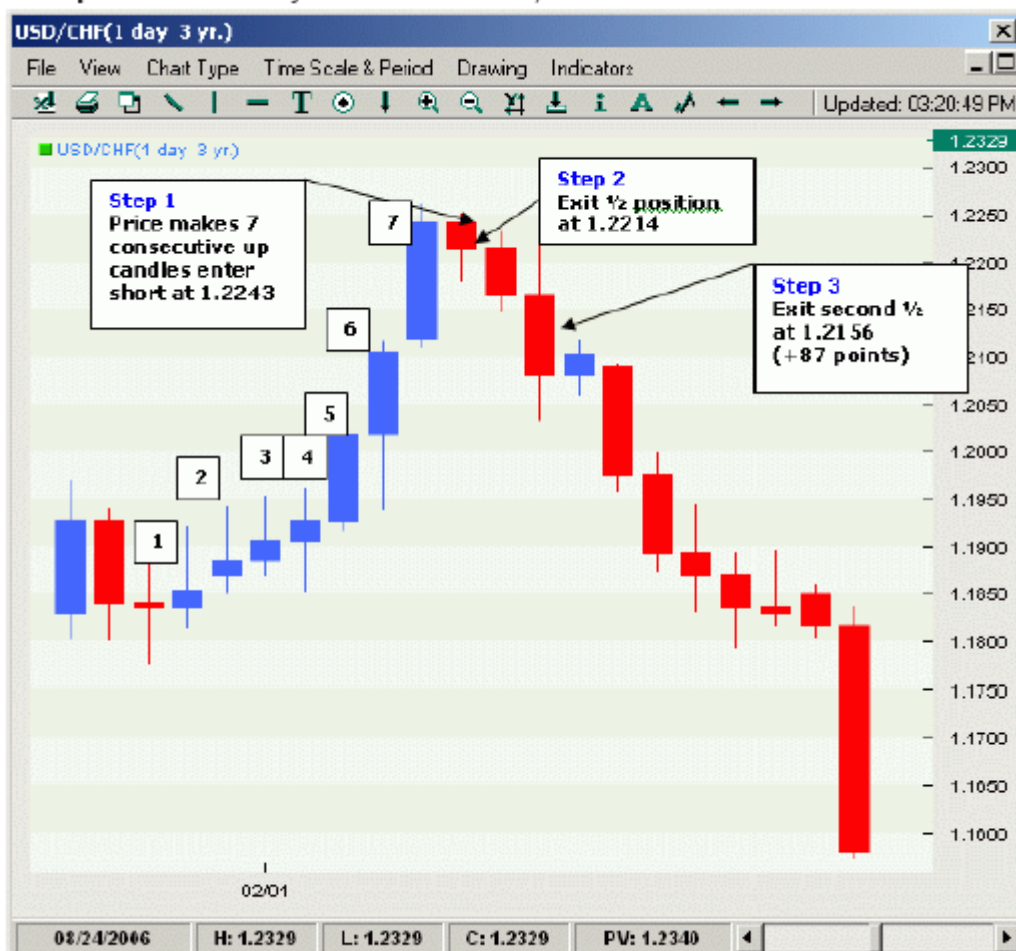 USD/CHF(1 day 3 yr.)
File View Chart Type Time Scale & Period Drawing Indicators
T i A Updated: 03:20:49 PM
USD/CHF(1 day 3 yr.)
1.2329
1.2300
Step 1
Price makes 7
consecutive up
candles enter
short at 1.2243
7
Step 2
Exit ½ position
at 1.2214
1.2250
2200
Step 3
Exit second ½
at 1.2156
(+87 points)
2150
6
2100
5
1.2050
3
4
1.2000
2
1.1950
1
1.1900
1.1850
1.1800
1.1750
1.1700
1.1650
1.1600
02/01
08/24/2006 H: 1.2329 L: 1.2329 C: 1.2329 PV: 1.2340